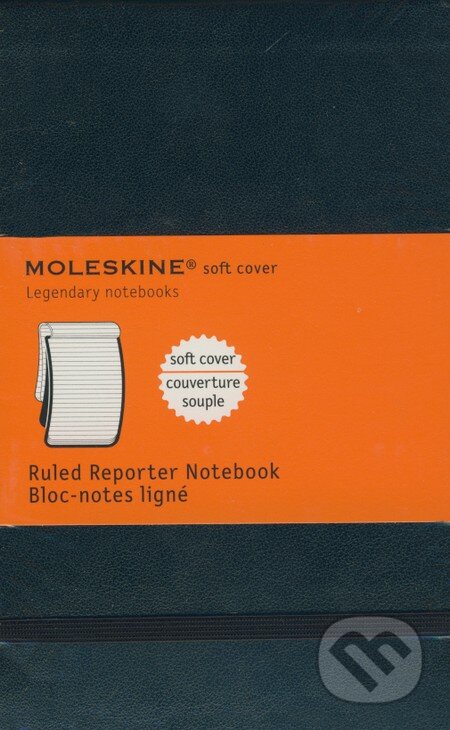 MOLESKINE® soft cover
Legendary notebooks
soft cover
couverture
souple
Ruled Reporter Notebook
Bloc-notes ligné